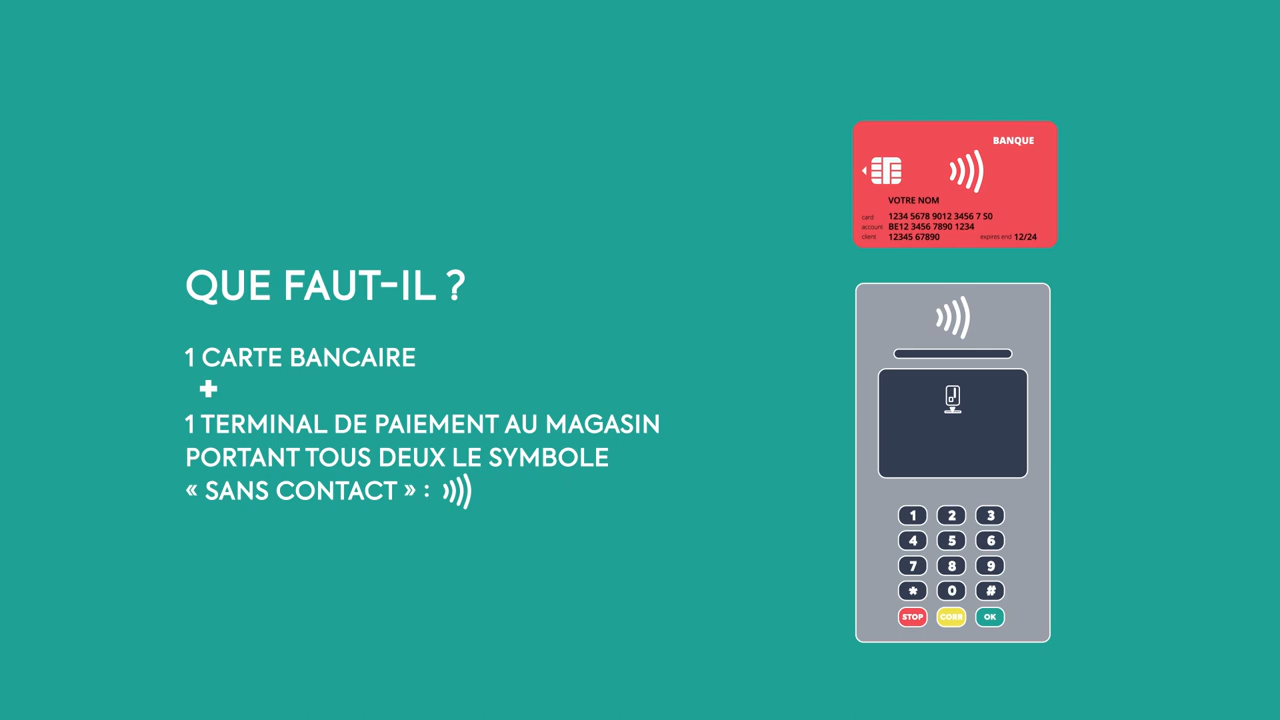 QUE FAUT-IL ?
1 CARTE BANCAIRE
+
1 TERMINAL DE PAIEMENT AU MAGASIN
PORTANT TOUS DEUX LE SYMBOLE
« SANS CONTACT » :
BANQUE
VOTRE NOM
card 1234 5678 9012 3456 7 S0
account BE12 3456 7890 1234
client 12345 67890 expires end 12/24
1 2 3
4 5 6
7 8 9
* 0 #
STOP CORR OK